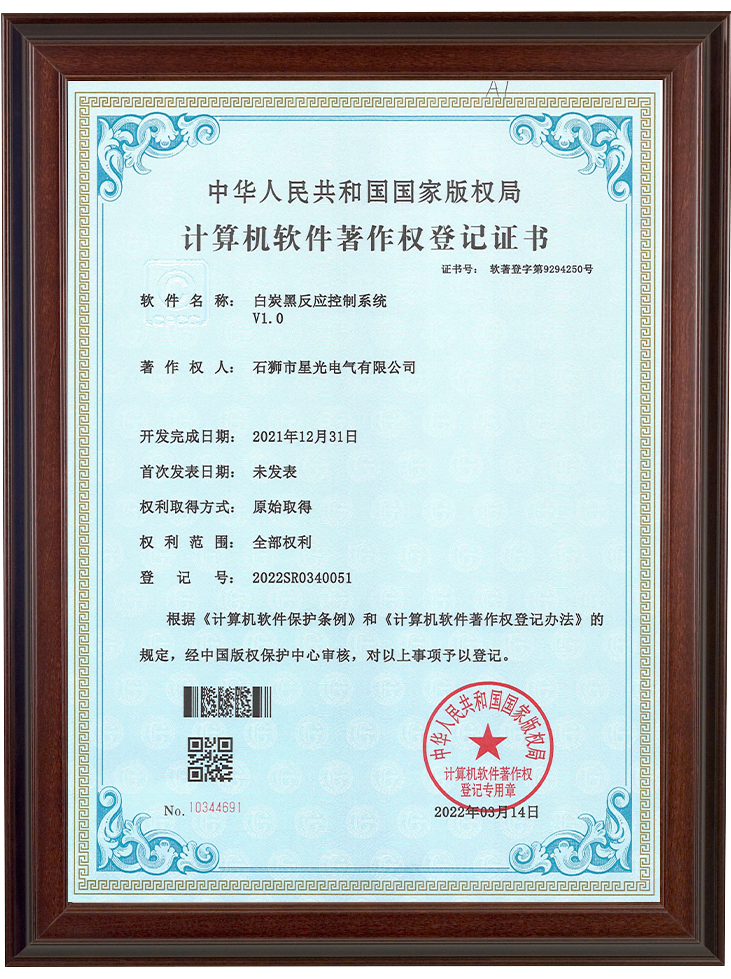 A1
中华人民共和国国家版权局
计算机软件著作权登记证书
证书号： 软著登字第9294250号
软件名称： 白炭黑反应控制系统
V1.0
著作权人： 石狮市星光电气有限公司
开发完成日期： 2021年12月31日
首次发表日期： 未发表
权利取得方式： 原始取得
权利范围： 全部权利
登记号： 2022SR0340051
根据《计算机软件保护条例》和《计算机软件著作权登记办法》的
规定，经中国版权保护中心审核，对以上事项予以登记。
中华人民共和国国家版权局
计算机软件著作权
登记专用章
No. 10344691
2022年03月14日